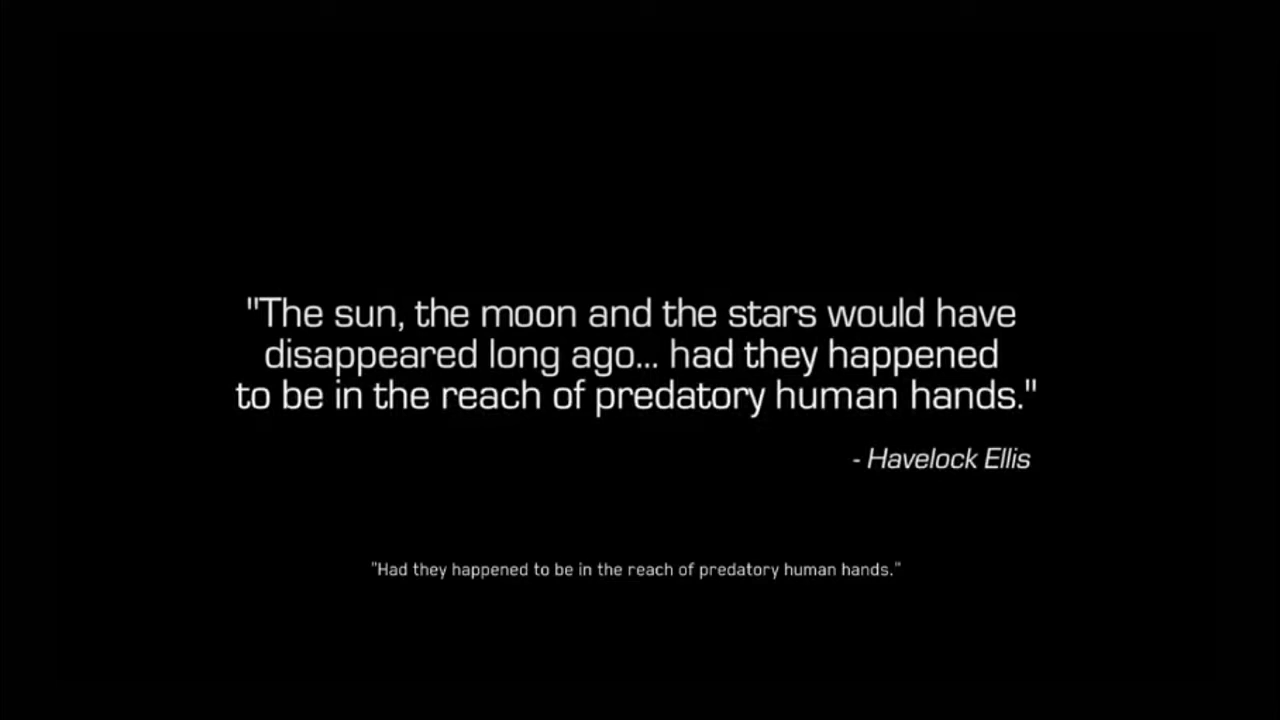 "The sun, the moon and the stars would have
disappeared long ago... had they happened
to be in the reach of predatory human hands."
- Havelock Ellis
"Had they happened to be in the reach of predatory human hands."